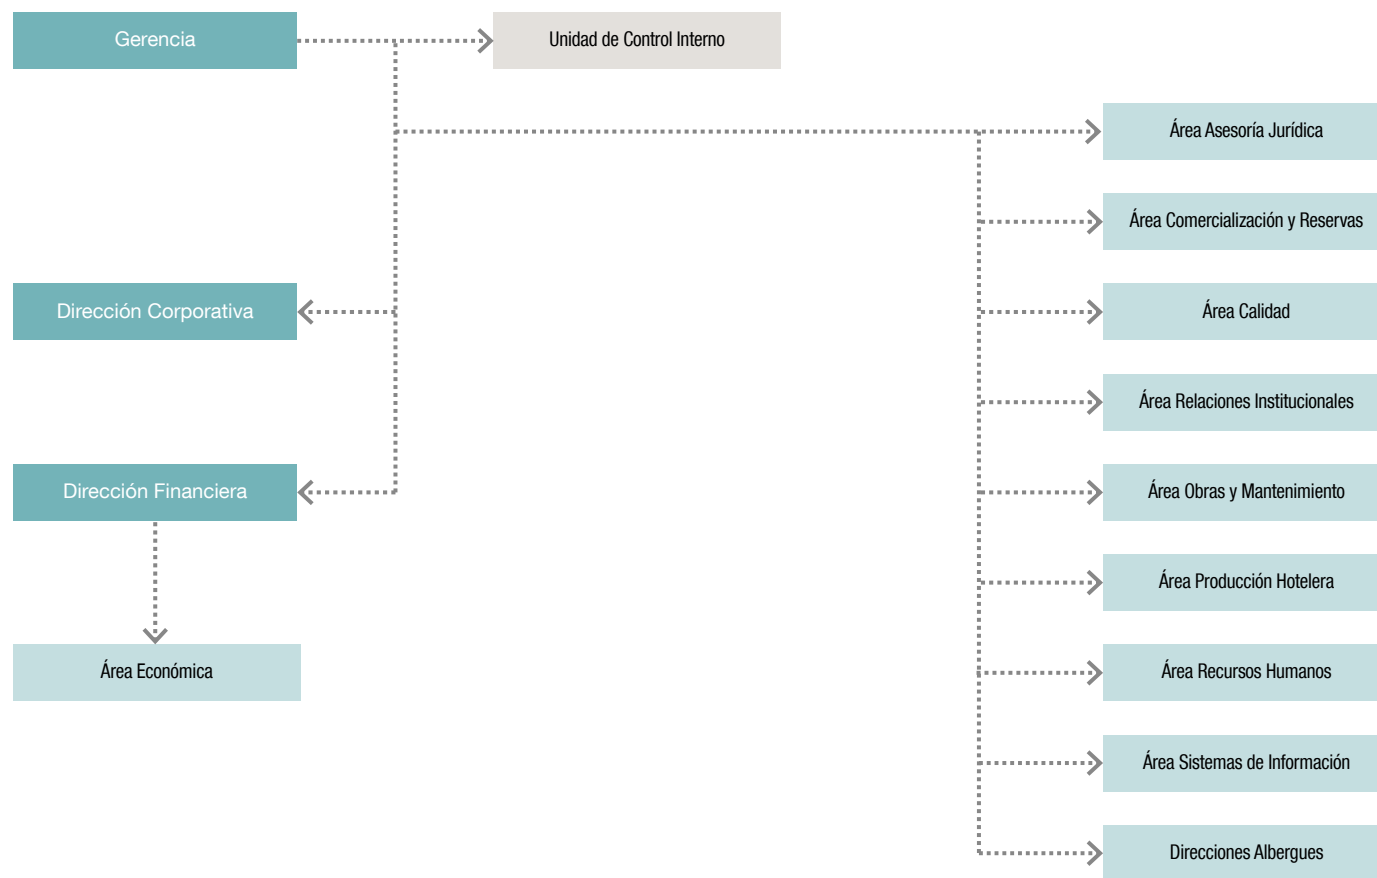 Gerencia
Unidad de Control Interno
Área Asesoría Jurídica
Área Comercialización y Reservas
Dirección Corporativa
Área Calidad
Área Relaciones Institucionales
Dirección Financiera
Área Obras y Mantenimiento
Área Producción Hotelera
Área Económica
Área Recursos Humanos
Área Sistemas de Información
Direcciones Albergues